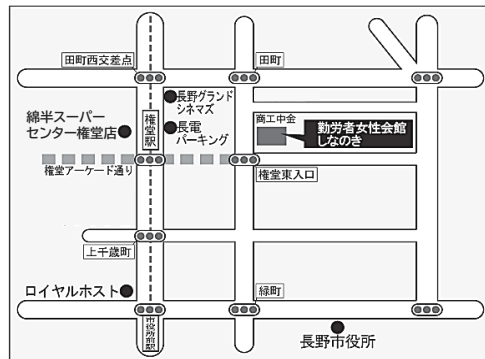 田町西交差点
田町
長野グランド
シネマズ
長電
パーキング
権堂駅
綿半スーパー
センター権堂店
商工中金
勤労者女性会館
しなのき
権堂アーケード通り
権堂東入口
上千歳町
ロイヤルホスト
緑町
市役所前駅
長野市役所